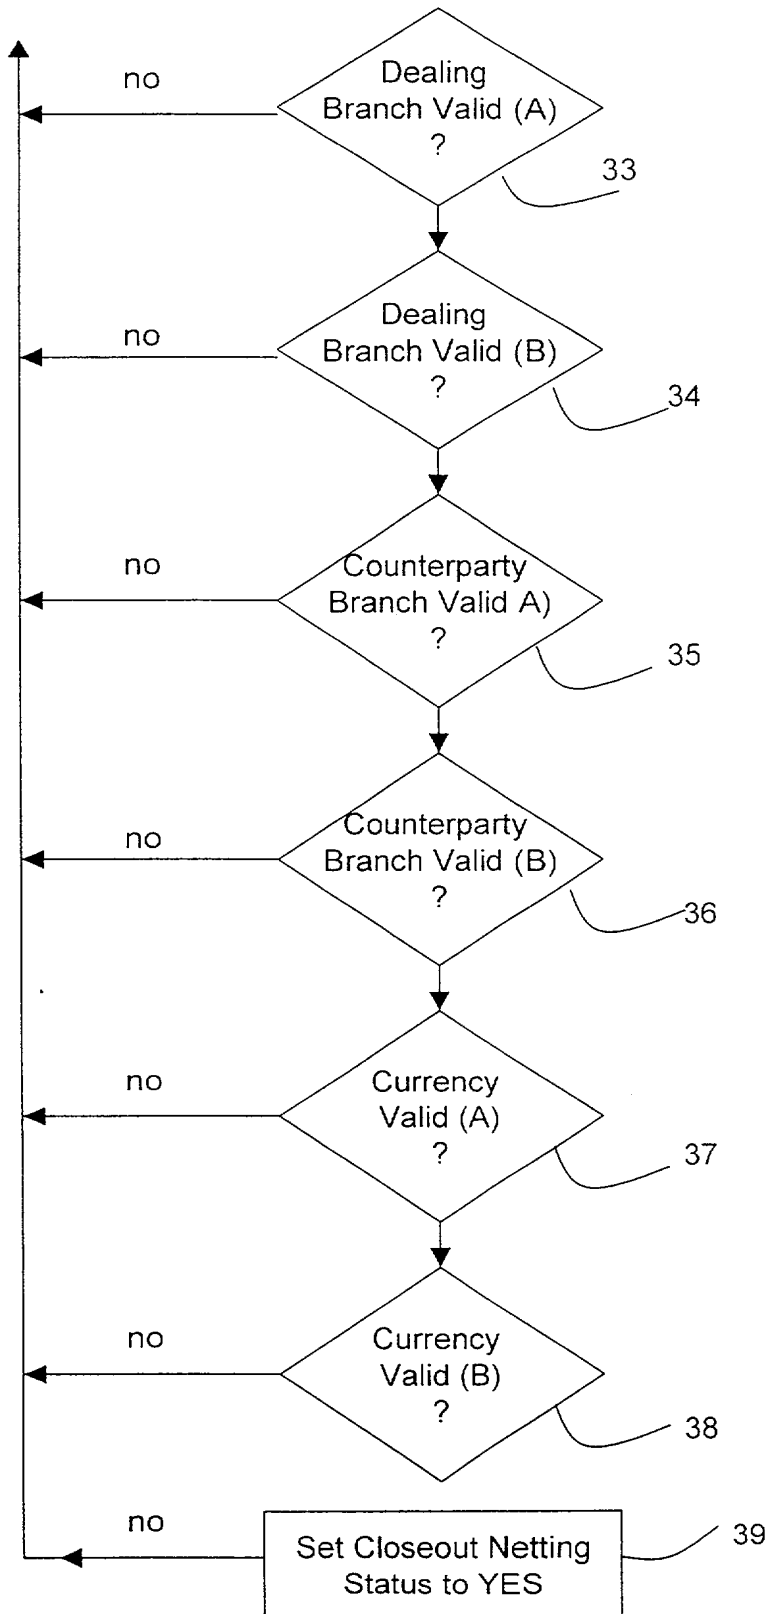 no
Dealing
Branch Valid (A)
?
33
no
Dealing
Branch Valid (B)
?
34
no
Counterparty
Branch Valid A)
?
35
no
Counterparty
Branch Valid (B)
?
36
no
Currency
Valid (A)
?
37
no
Currency
Valid (B)
?
38
no
Set Closeout Netting
Status to YES
39